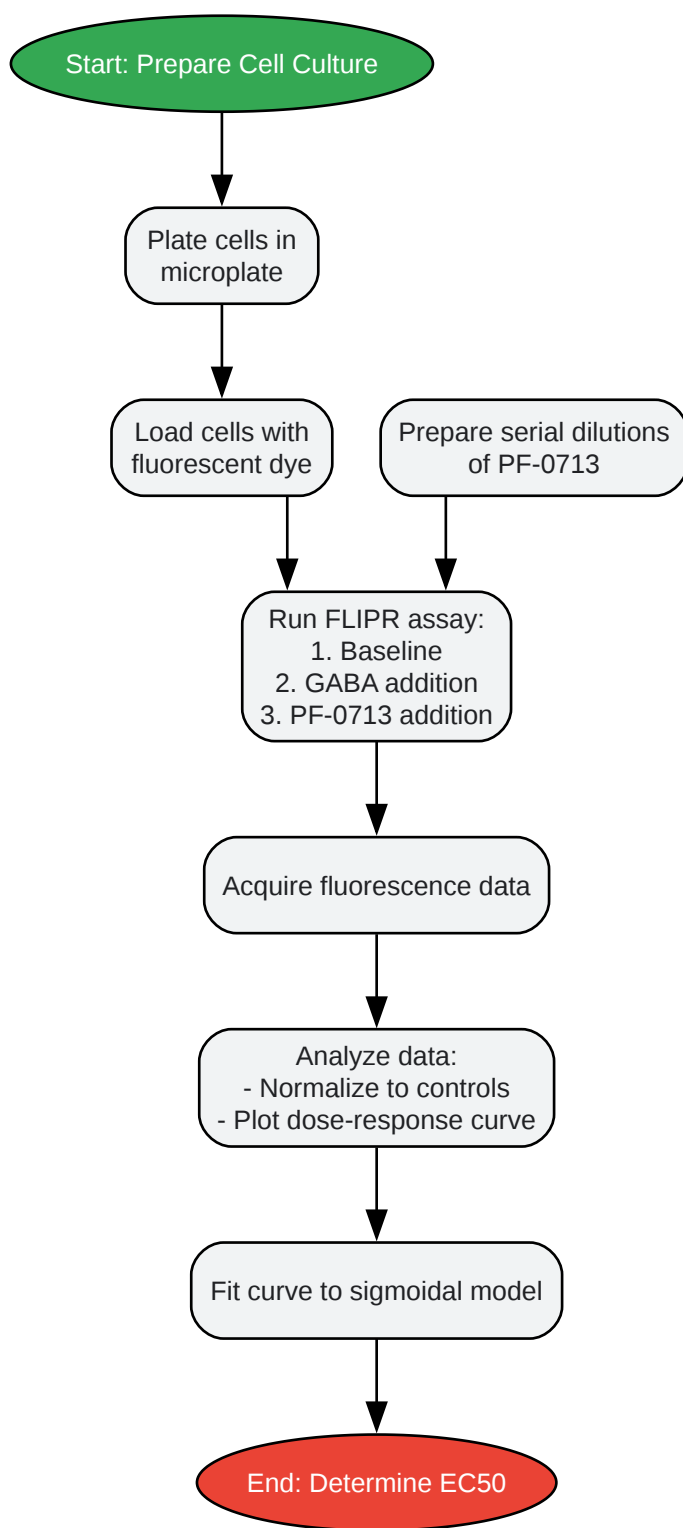 Start: Prepare Cell Culture
Plate cells in
microplate
Load cells with
fluorescent dye
Prepare serial dilutions
of PF-0713
Run FLIPR assay:
1. Baseline
2. GABA addition
3. PF-0713 addition
Acquire fluorescence data
Analyze data:
- Normalize to controls
- Plot dose-response curve
Fit curve to sigmoidal model
End: Determine EC50